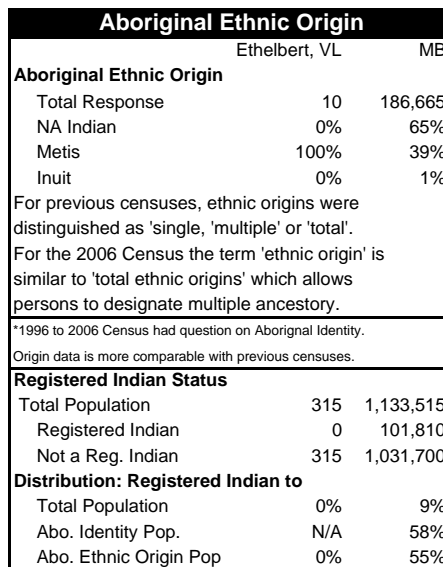 Aboriginal Ethnic Origin
Ethelbert, VL MB
Aboriginal Ethnic Origin
Total Response 10 186,665
NA Indian 0% 65%
Metis 100% 39%
Inuit 0% 1%
For previous censuses, ethnic origins were
distinguished as 'single, 'multiple' or 'total'.
For the 2006 Census the term 'ethnic origin' is
similar to 'total ethnic origins' which allows
persons to designate multiple ancestory.
*1996 to 2006 Census had question on Aborignal Identity.
Origin data is more comparable with previous censuses.
Registered Indian Status
Total Population 315 1,133,515
Registered Indian 0 101,810
Not a Reg. Indian 315 1,031,700
Distribution: Registered Indian to
Total Population 0% 9%
Abo. Identity Pop. N/A 58%
Abo. Ethnic Origin Pop 0% 55%